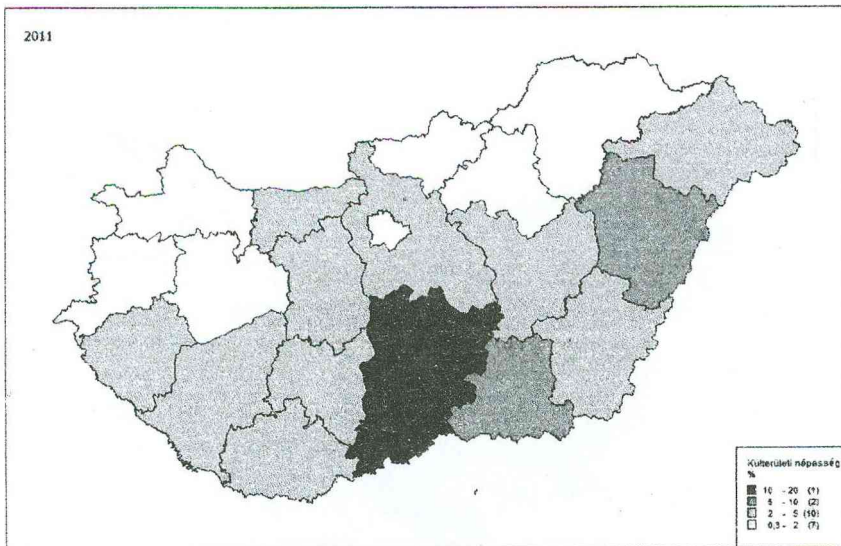 2011
Külterületi népesség
%
10 - 20 (1)
5 - 10 (2)
2 - 5 (10)
0,3 - 2 (7)